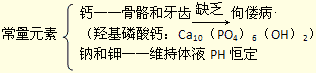 钙——骨骼和牙齿 缺乏 佝偻病·
常量元素 （羟基磷酸钙：Ca₁₀（PO₄）₆（OH）₂）
钠和钾——维持体液 PH 恒定